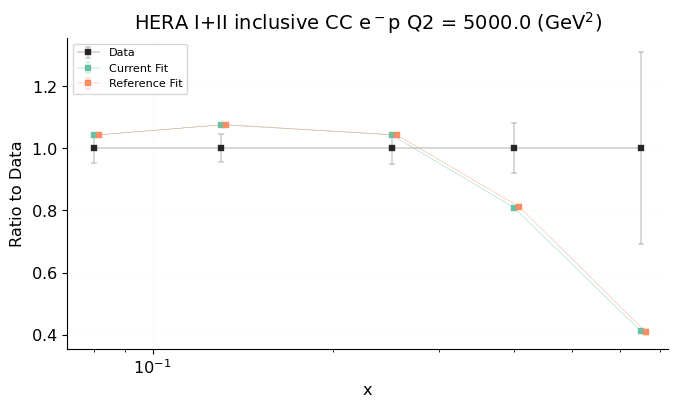 HERA I+II inclusive CC e⁻p Q2 = 5000.0 (GeV²)
Data
Current Fit
Reference Fit
Ratio to Data
1.2
1.0
0.8
0.6
0.4
10⁻¹
x